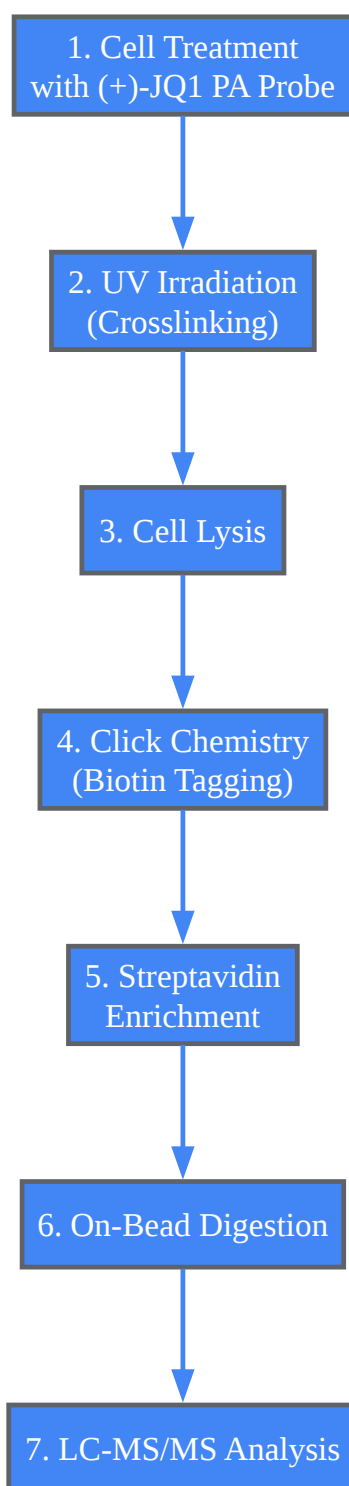 1. Cell Treatment
with (+)-JQ1 PA Probe
2. UV Irradiation
(Crosslinking)
3. Cell Lysis
4. Click Chemistry
(Biotin Tagging)
5. Streptavidin
Enrichment
6. On-Bead Digestion
7. LC-MS/MS Analysis